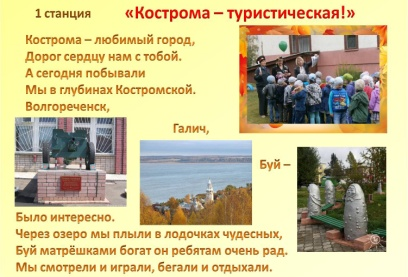 1 станция «Кострома – туристическая!»
Кострома – любимый город,
Дорог сердцу нам с тобой.
А сегодня побывали
Мы в глубинах Костромской.
Волгореченск,
Галич,
Буй –
Было интересно.
Через озеро мы плыли в лодочках чудесных,
Буй матрёшками богат он ребятам очень рад.
Мы смотрели и играли, бегали и отдыхали.